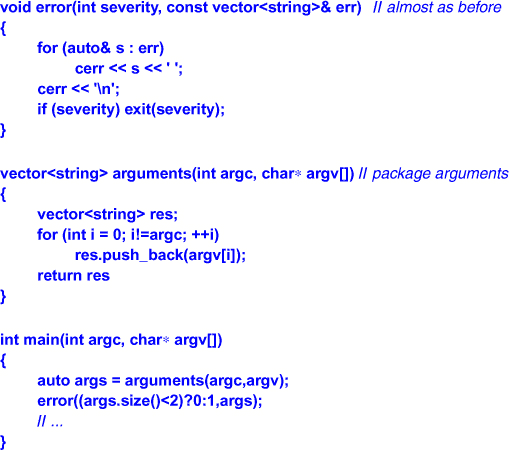 void error(int severity, const vector<string>& err) // almost as before
{
for (auto& s : err)
cerr << s << ' ';
cerr << '\n';
if (severity) exit(severity);
}
vector<string> arguments(int argc, char* argv[]) // package arguments
{
vector<string> res;
for (int i = 0; i!=argc; ++i)
res.push_back(argv[i]);
return res
}
int main(int argc, char* argv[])
{
auto args = arguments(argc,argv);
error((args.size()<2)?0:1,args);
// ...
}